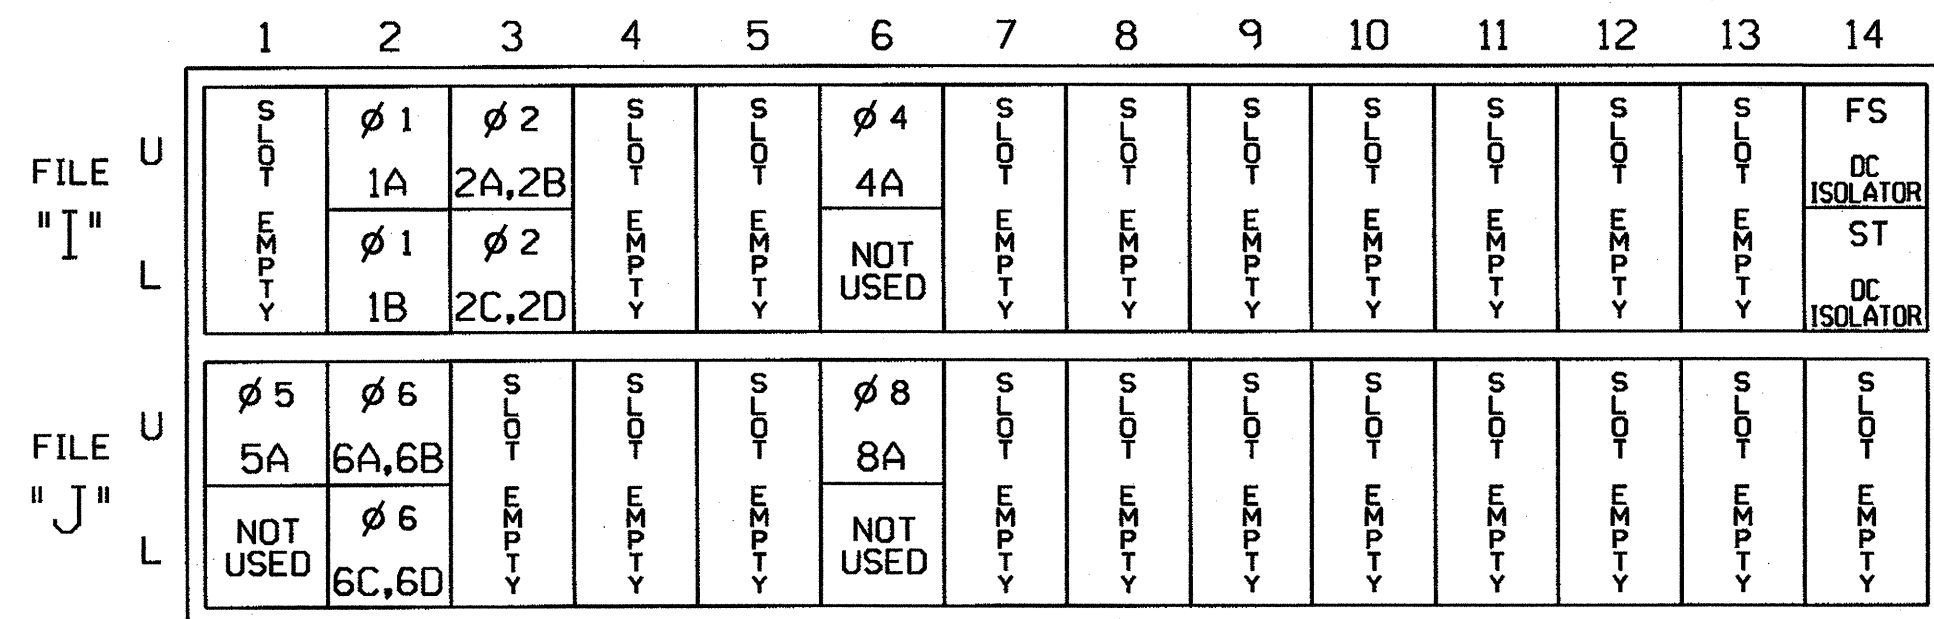 1 2 3 4 5 6 7 8 9 10 11 12 13 14
FILE "I"
U
L
SLOT EMPTY
ø 1
1A
ø 1
1B
ø 2
2A,2B
ø 2
2C,2D
SLOT EMPTY
SLOT EMPTY
ø 4
4A
NOT USED
SLOT EMPTY
SLOT EMPTY
SLOT EMPTY
SLOT EMPTY
SLOT EMPTY
SLOT EMPTY
SLOT EMPTY
FS
DC
ISOLATOR
ST
DC
ISOLATOR
FILE "J"
U
L
ø 5
5A
NOT USED
ø 6
6A,6B
ø 6
6C,6D
SLOT EMPTY
SLOT EMPTY
SLOT EMPTY
ø 8
8A
NOT USED
SLOT EMPTY
SLOT EMPTY
SLOT EMPTY
SLOT EMPTY
SLOT EMPTY
SLOT EMPTY
SLOT EMPTY
SLOT EMPTY